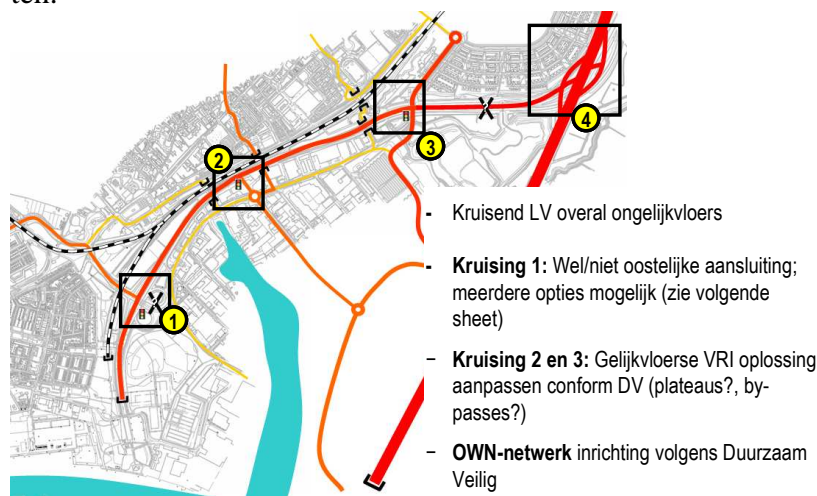 ten.
2
3
4
1
- Kruisend LV overal ongelijkvloers
- Kruising 1: Wel/niet oostelijke aansluiting;
meerdere opties mogelijk (zie volgende
sheet)
– Kruising 2 en 3: Gelijkvloerse VRI oplossing
aanpassen conform DV (plateaus?, by-
passes?)
– OWN-netwerk inrichting volgens Duurzaam
Veilig